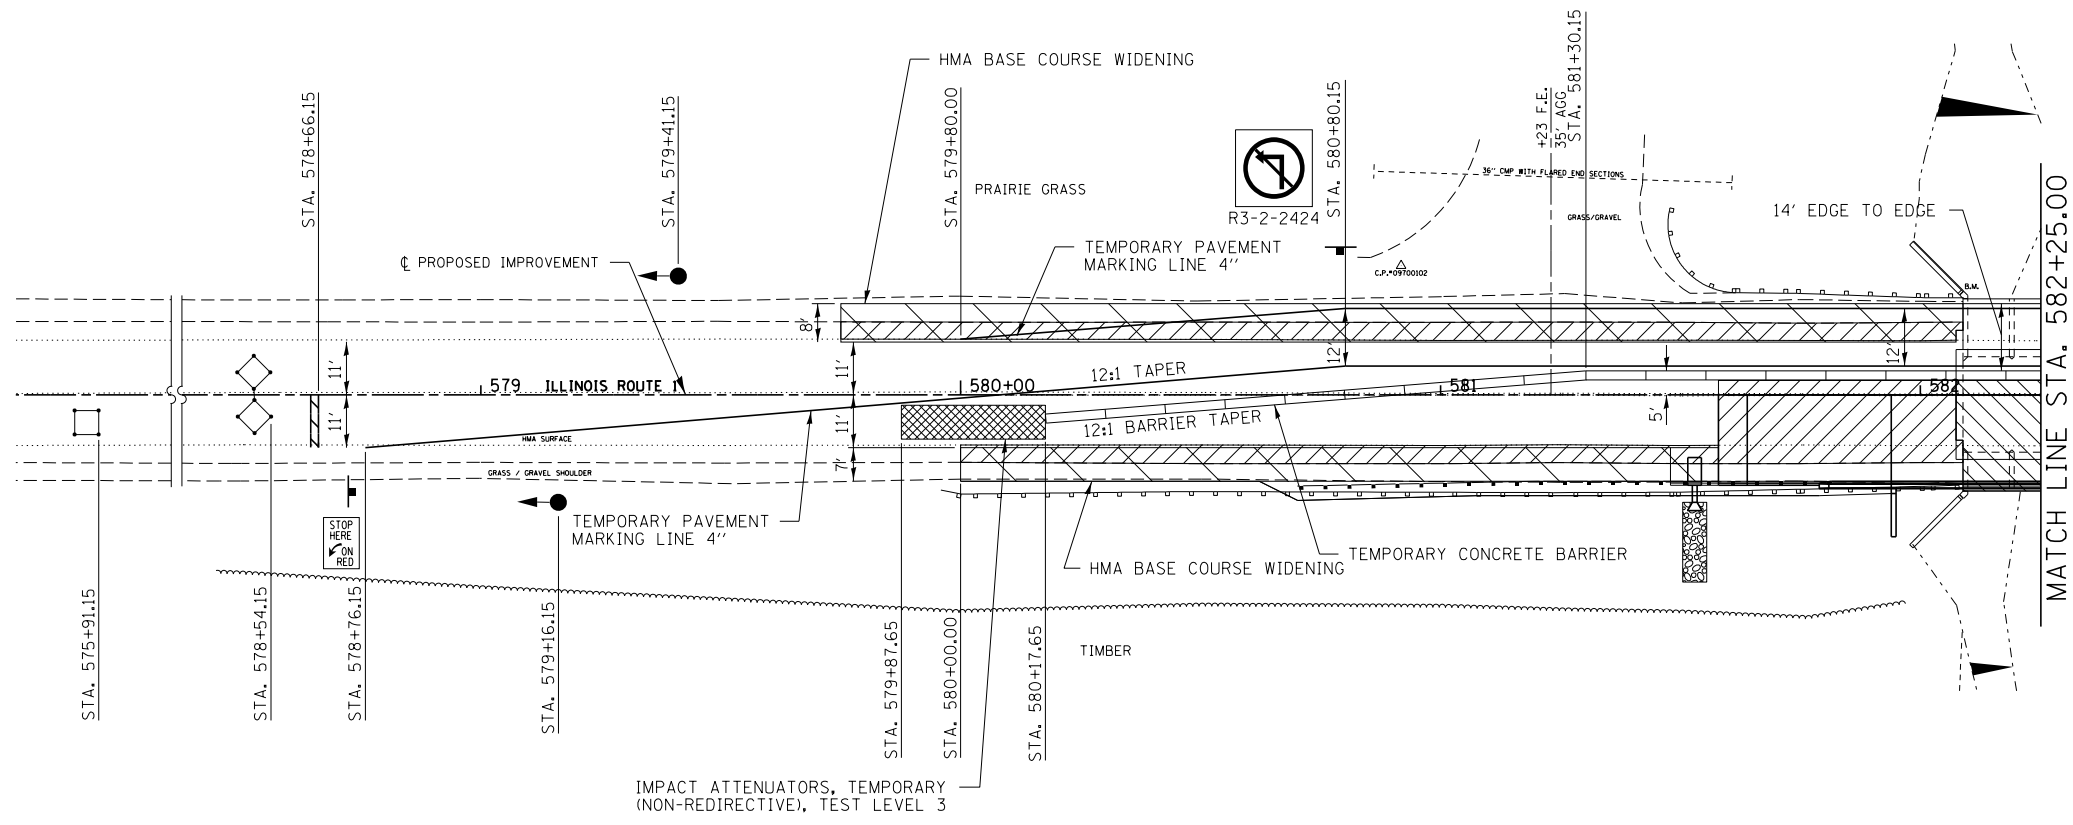 STA. 581+30.15
HMA BASE COURSE WIDENING
STA. 578+66.15
STA. 579+41.15
STA. 579+80.00
STA. 580+80.15
+23 F.E.
35' AGG
PRAIRIE GRASS
R3-2-2424
36" CMP WITH FLARED END SECTIONS
GRASS/GRAVEL
14' EDGE TO EDGE
MATCH LINE STA. 582+25.00
℄ PROPOSED IMPROVEMENT
TEMPORARY PAVEMENT
MARKING LINE 4"
C.P.#09700102
B.M.
8'
11'
11'
12'
12'
12:1 TAPER
579
ILLINOIS ROUTE 1
580+00
581
582
11'
11'
5'
12:1 BARRIER TAPER
HMA SURFACE
7'
GRASS / GRAVEL SHOULDER
STOP
HERE
ON
RED
TEMPORARY PAVEMENT
MARKING LINE 4"
TEMPORARY CONCRETE BARRIER
HMA BASE COURSE WIDENING
STA. 575+91.15
STA. 578+54.15
STA. 578+76.15
STA. 579+16.15
STA. 579+87.65
STA. 580+00.00
STA. 580+17.65
TIMBER
IMPACT ATTENUATORS, TEMPORARY
(NON-REDIRECTIVE), TEST LEVEL 3